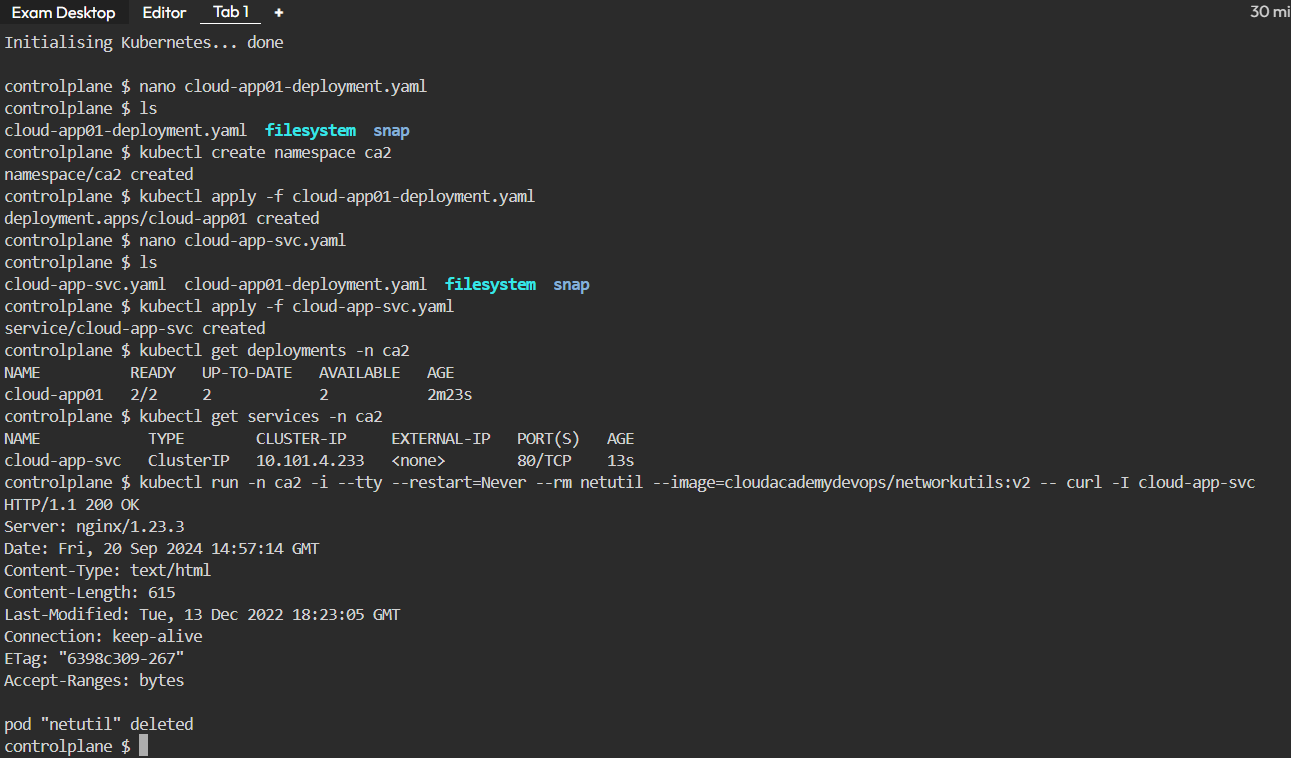 Exam Desktop Editor Tab 1 + 30 mi
Initialising Kubernetes... done
controlplane $ nano cloud-app01-deployment.yaml
controlplane $ ls
cloud-app01-deployment.yaml  filesystem  snap
controlplane $ kubectl create namespace ca2
namespace/ca2 created
controlplane $ kubectl apply -f cloud-app01-deployment.yaml
deployment.apps/cloud-app01 created
controlplane $ nano cloud-app-svc.yaml
controlplane $ ls
cloud-app-svc.yaml  cloud-app01-deployment.yaml  filesystem  snap
controlplane $ kubectl apply -f cloud-app-svc.yaml
service/cloud-app-svc created
controlplane $ kubectl get deployments -n ca2
NAME          READY   UP-TO-DATE   AVAILABLE   AGE
cloud-app01   2/2     2            2           2m23s
controlplane $ kubectl get services -n ca2
NAME            TYPE        CLUSTER-IP     EXTERNAL-IP   PORT(S)   AGE
cloud-app-svc   ClusterIP   10.101.4.233   <none>        80/TCP    13s
controlplane $ kubectl run -n ca2 -i --tty --restart=Never --rm netutil --image=cloudacademydevops/networkutils:v2 -- curl -I cloud-app-svc
HTTP/1.1 200 OK
Server: nginx/1.23.3
Date: Fri, 20 Sep 2024 14:57:14 GMT
Content-Type: text/html
Content-Length: 615
Last-Modified: Tue, 13 Dec 2022 18:23:05 GMT
Connection: keep-alive
ETag: "6398c309-267"
Accept-Ranges: bytes
pod "netutil" deleted
controlplane $